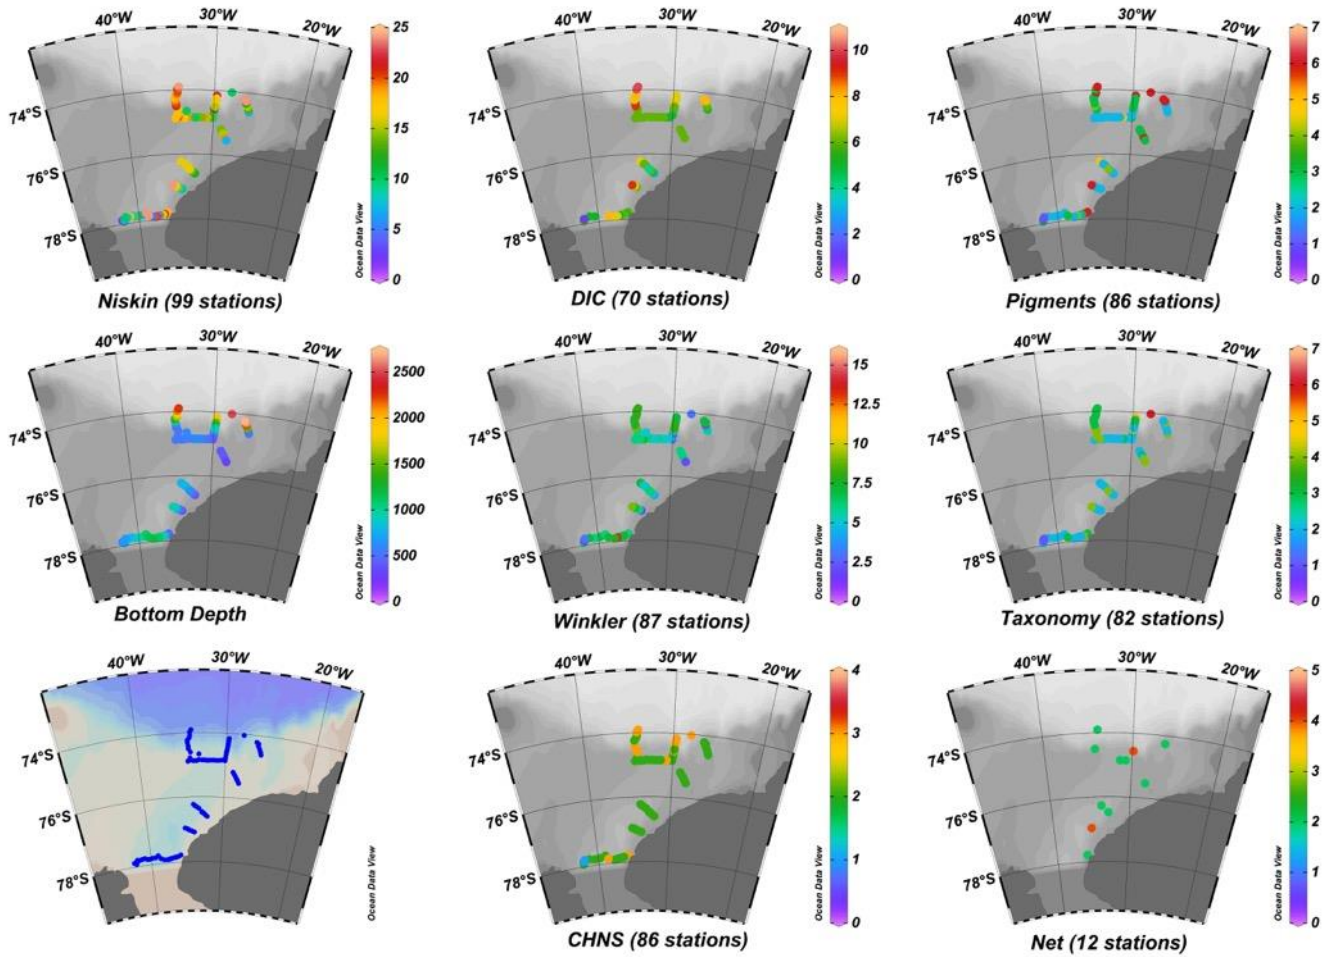 40°W 30°W 20°W
74°S
76°S
78°S
25
20
15
10
5
0
Ocean Data View
Niskin (99 stations)
40°W 30°W 20°W
74°S
76°S
78°S
10
8
6
4
2
0
Ocean Data View
DIC (70 stations)
40°W 30°W 20°W
74°S
76°S
78°S
7
6
5
4
3
2
1
0
Ocean Data View
Pigments (86 stations)
40°W 30°W 20°W
74°S
76°S
78°S
2500
2000
1500
1000
500
0
Ocean Data View
Bottom Depth
40°W 30°W 20°W
74°S
76°S
78°S
15
12.5
10
7.5
5
2.5
0
Ocean Data View
Winkler (87 stations)
40°W 30°W 20°W
74°S
76°S
78°S
7
6
5
4
3
2
1
0
Ocean Data View
Taxonomy (82 stations)
40°W 30°W 20°W
74°S
76°S
78°S
Ocean Data View
40°W 30°W 20°W
74°S
76°S
78°S
4
3
2
1
0
Ocean Data View
CHNS (86 stations)
40°W 30°W 20°W
74°S
76°S
78°S
5
4
3
2
1
0
Ocean Data View
Net (12 stations)